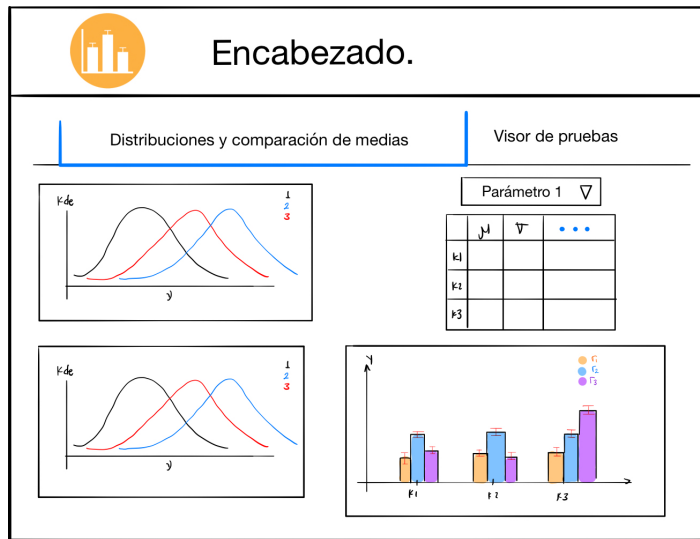 Encabezado.
Distribuciones y comparación de medias
Visor de pruebas
Kde
1
2
3
y
Parámetro 1
μ
K1
K2
K3
Kde
1
2
3
y
y
r1
r2
r3
K1
K2
K3